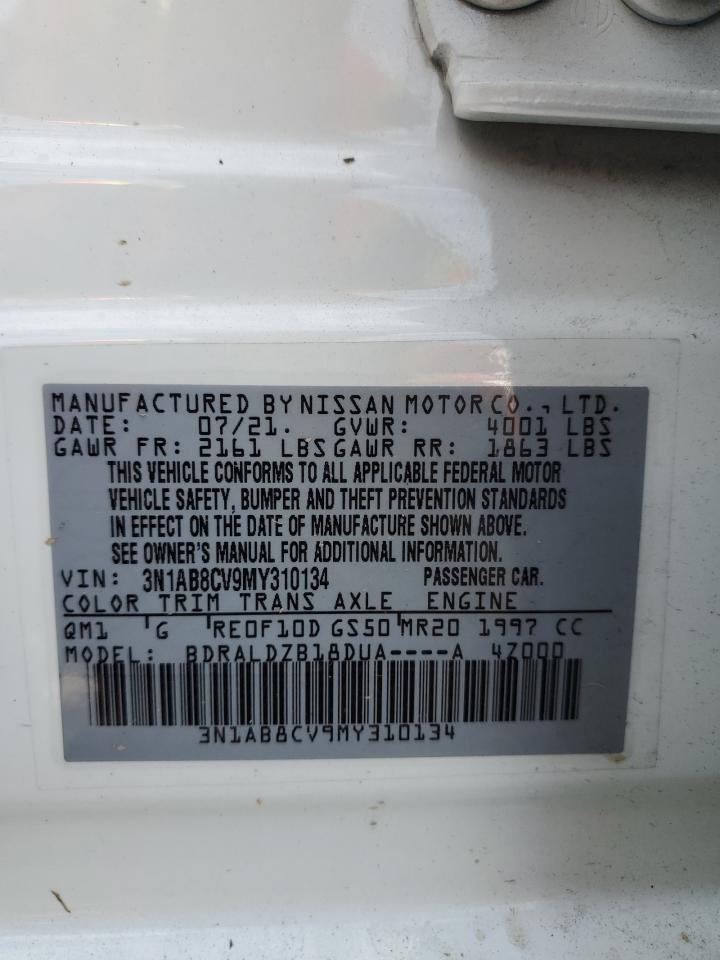 MANUFACTURED BY NISSAN MOTOR CO., LTD.
DATE: 07/21. GVWR: 4001 LBS
GAWR FR: 2161 LBS GAWR RR: 1863 LBS
THIS VEHICLE CONFORMS TO ALL APPLICABLE FEDERAL MOTOR
VEHICLE SAFETY, BUMPER AND THEFT PREVENTION STANDARDS
IN EFFECT ON THE DATE OF MANUFACTURE SHOWN ABOVE.
SEE OWNER'S MANUAL FOR ADDITIONAL INFORMATION.
VIN: 3N1AB8CV9MY310134 PASSENGER CAR.
COLOR TRIM TRANS AXLE ENGINE
QM1 G RE0F10D GS50 MR20 1997 CC
MODEL: BDRALDZB18DUA----A 4Z000
3N1AB8CV9MY310134